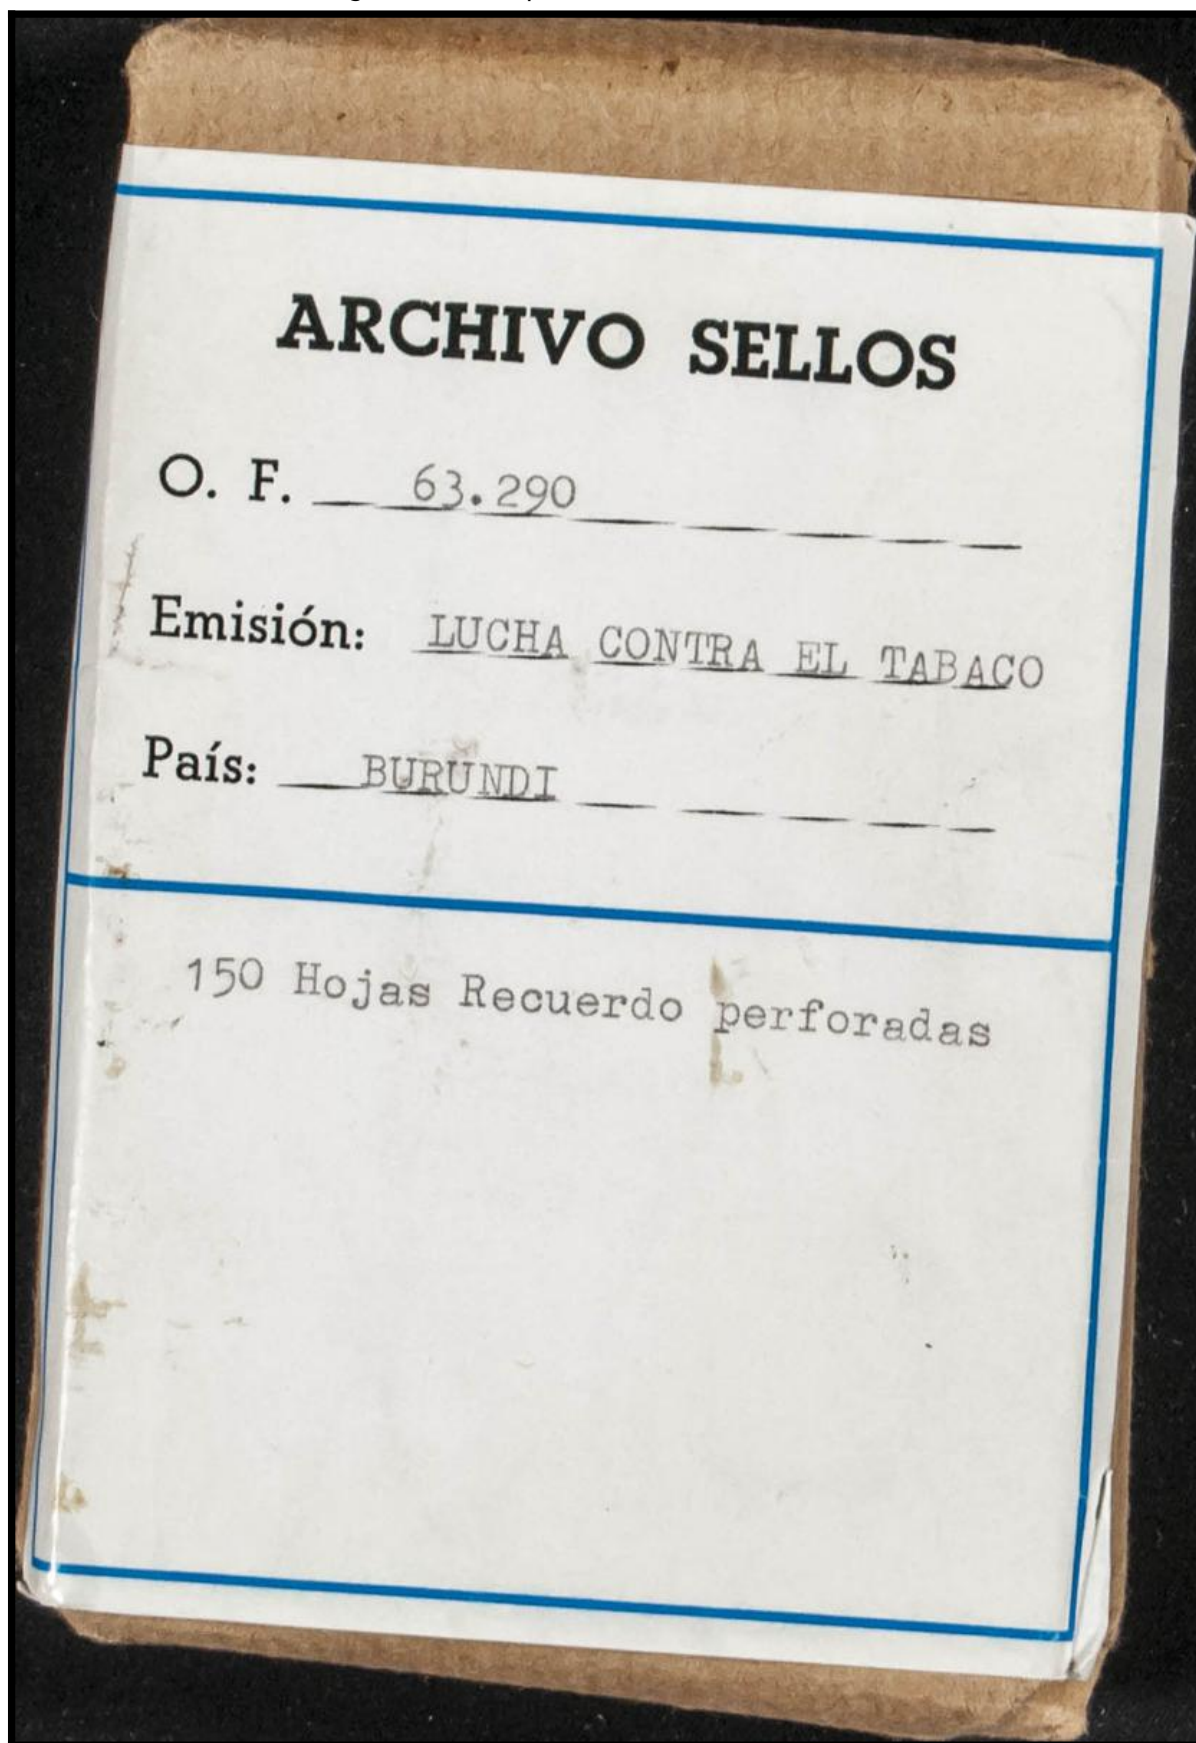 ARCHIVO SELLOS
O. F. 63.290
Emisión: LUCHA CONTRA EL TABACO
País: BURUNDI
150 Hojas Recuerdo perforadas